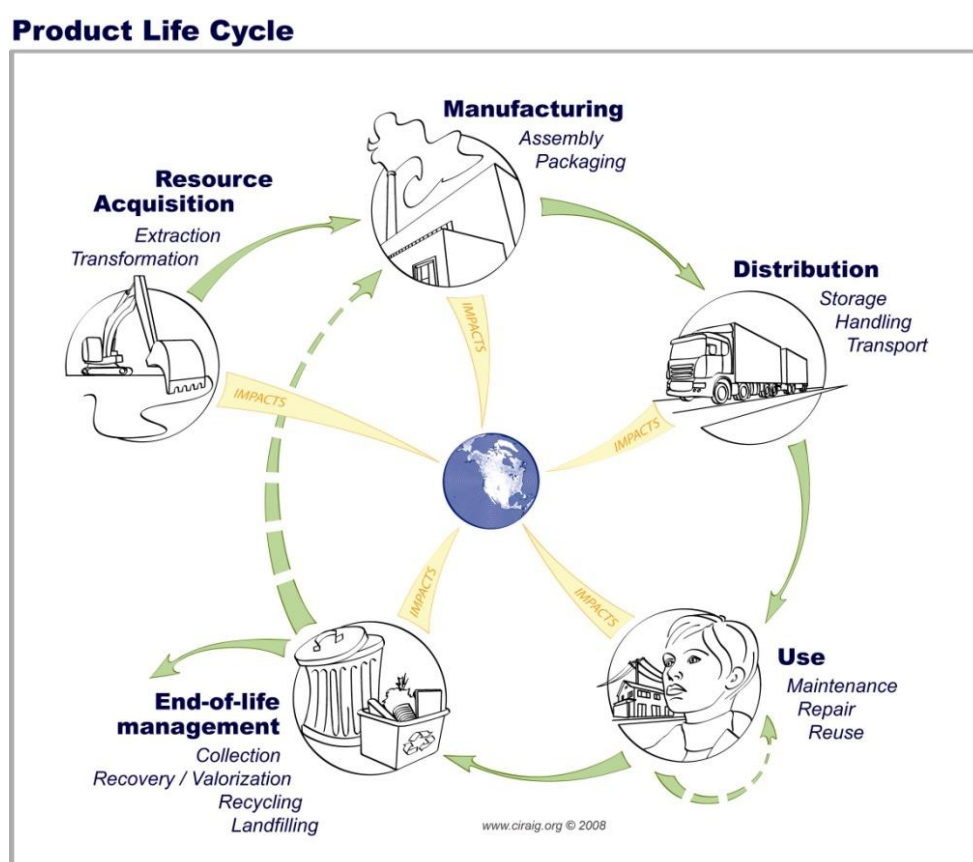 Product Life Cycle
Manufacturing
Assembly
Packaging
Resource
Acquisition
Extraction
Transformation
Distribution
Storage
Handling
Transport
IMPACTS
IMPACTS
IMPACTS
IMPACTS
IMPACTS
Use
Maintenance
Repair
Reuse
End-of-life
management
Collection
Recovery / Valorization
Recycling
Landfilling
www.ciraig.org © 2008